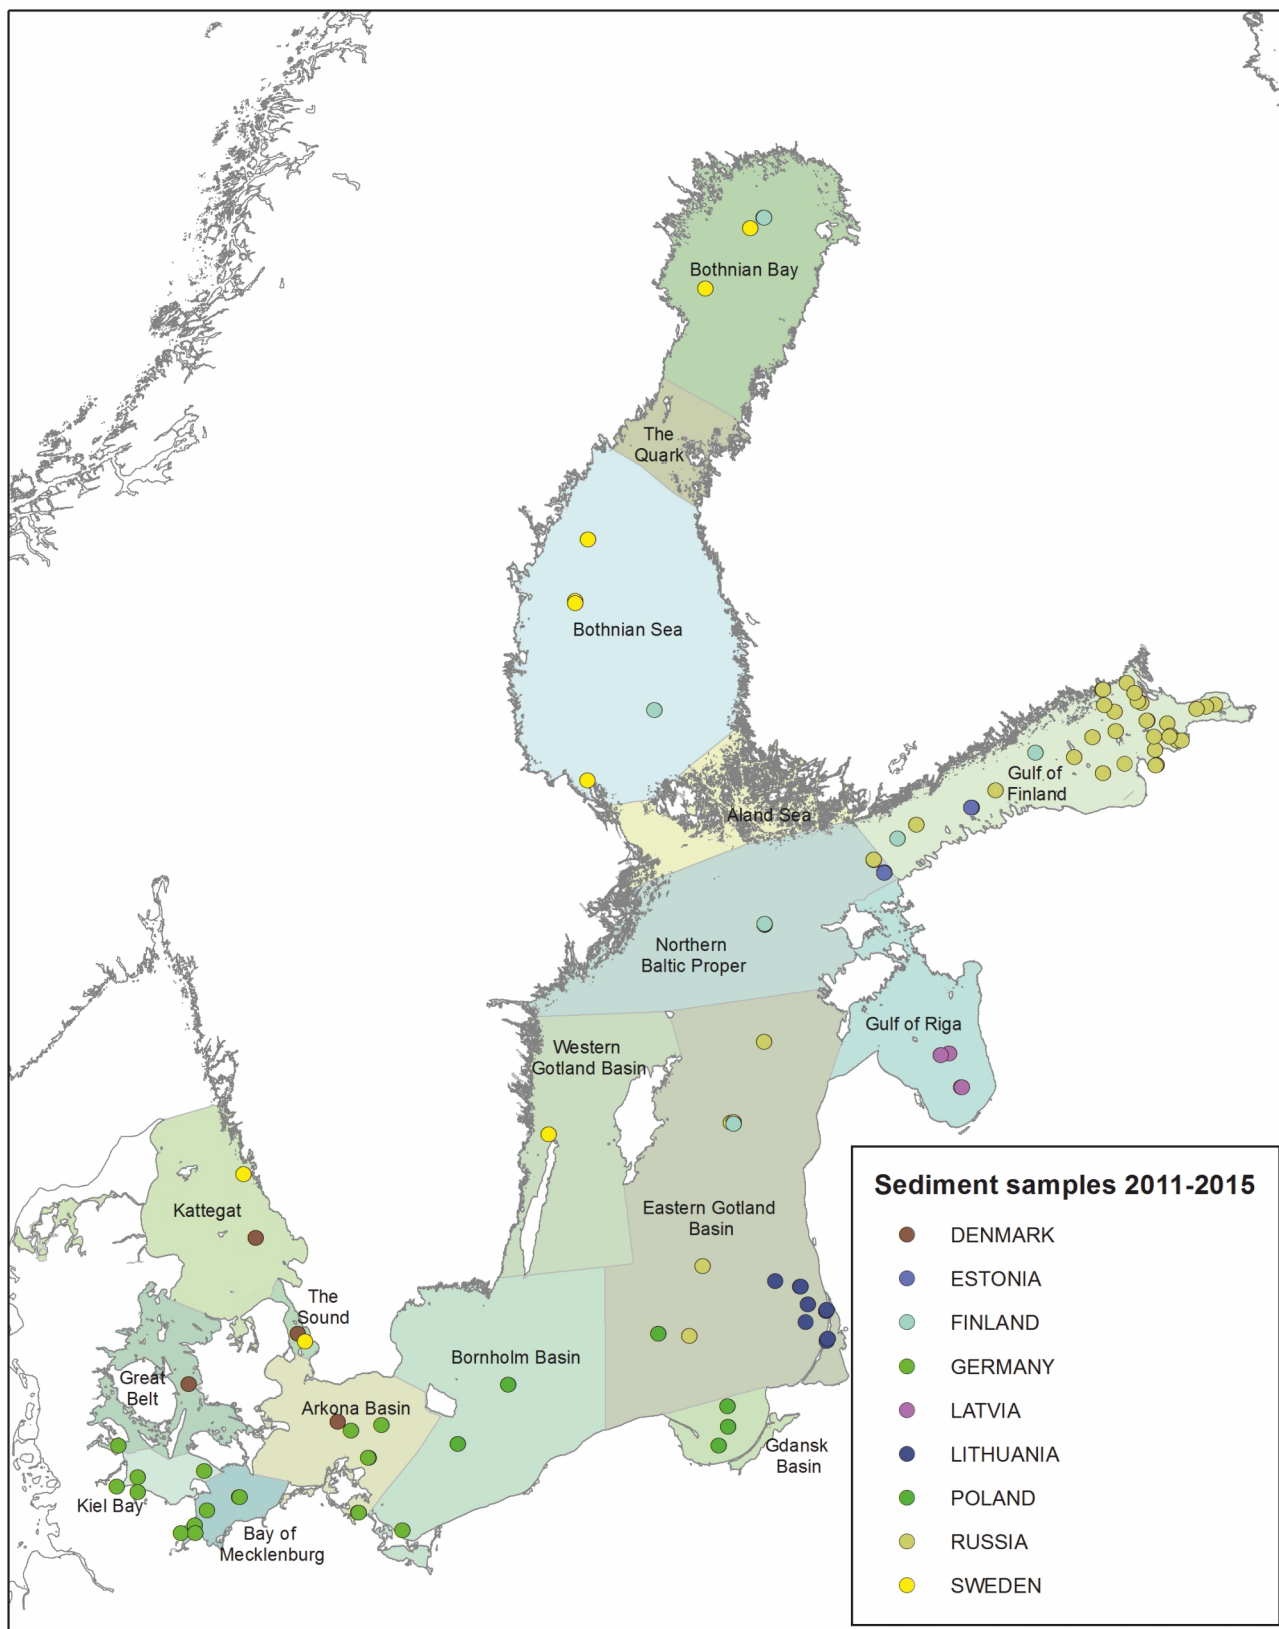 Bothnian Bay
The
Quark
Bothnian Sea
Gulf of
Finland
Aland Sea
Northern
Baltic Proper
Gulf of Riga
Western
Gotland Basin
Kattegat
Eastern Gotland
Basin
The
Sound
Bornholm Basin
Great
Belt
Arkona Basin
Gdansk
Basin
Kiel Bay
Bay of
Mecklenburg
Sediment samples 2011-2015
DENMARK
ESTONIA
FINLAND
GERMANY
LATVIA
LITHUANIA
POLAND
RUSSIA
SWEDEN